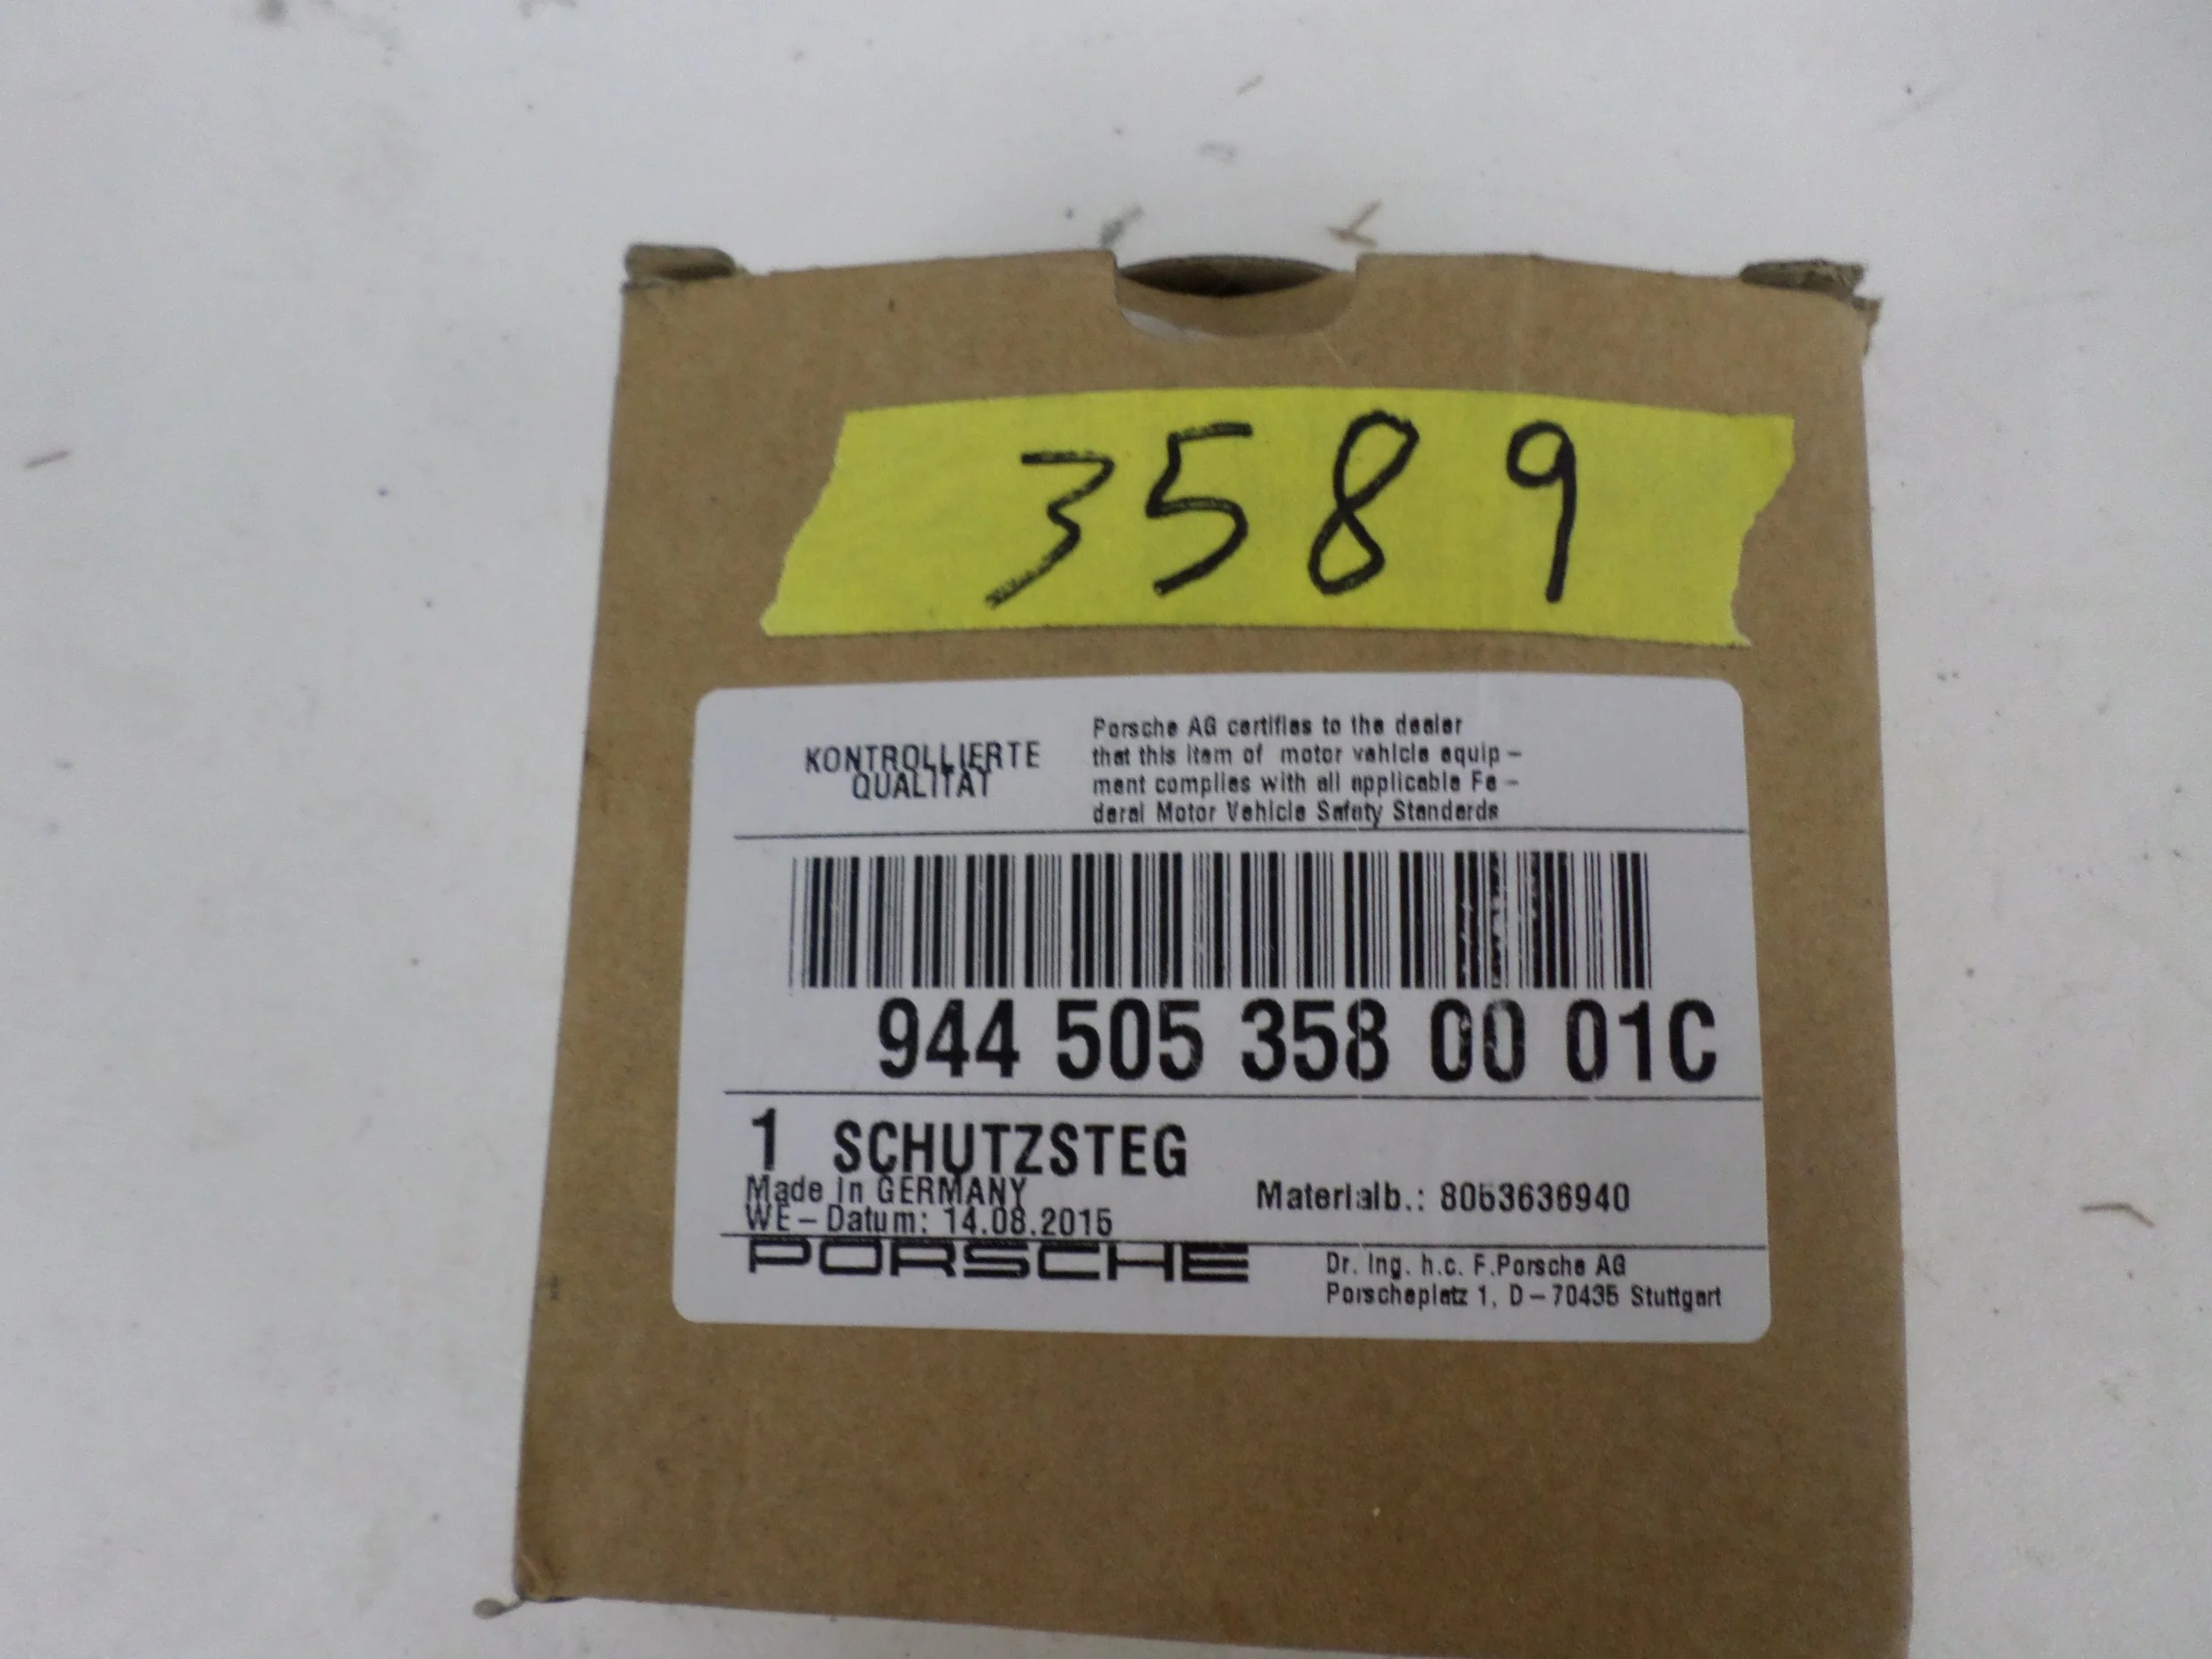 3589
KONTROLLIERTE
QUALITÄT
Porsche AG certifies to the dealer
that this item of motor vehicle equip-
ment complies with all applicable Fe-
deral Motor Vehicle Safety Standards
944 505 358 00 01C
1 SCHUTZSTEG
Made in GERMANY
Materialb.: 8053636940
WE-Datum: 14.08.2015
PORSCHE
Dr. Ing. h.c. F.Porsche AG
Porscheplatz 1, D-70435 Stuttgart